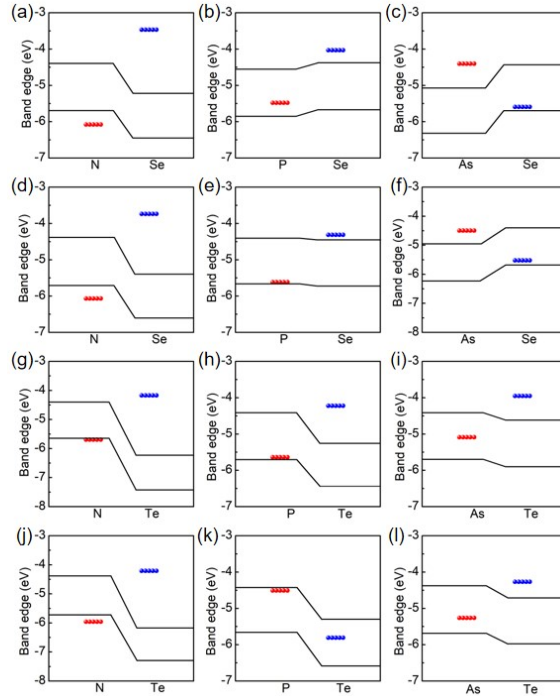 (a)
-3
-4
-5
-6
-7
Band edge (eV)
N
Se
(b)
-3
-4
-5
-6
-7
Band edge (eV)
P
Se
(c)
-3
-4
-5
-6
-7
Band edge (eV)
As
Se
(d)
-3
-4
-5
-6
-7
Band edge (eV)
N
Se
(e)
-3
-4
-5
-6
-7
Band edge (eV)
P
Se
(f)
-3
-4
-5
-6
-7
-8
Band edge (eV)
As
Se
(g)
-3
-4
-5
-6
-7
-8
Band edge (eV)
N
Te
(h)
-3
-4
-5
-6
-7
Band edge (eV)
P
Te
(i)
-3
-4
-5
-6
-7
Band edge (eV)
As
Te
(j)
-3
-4
-5
-6
-7
-8
Band edge (eV)
N
Te
(k)
-3
-4
-5
-6
-7
Band edge (eV)
P
Te
(l)
-3
-4
-5
-6
-7
Band edge (eV)
As
Te